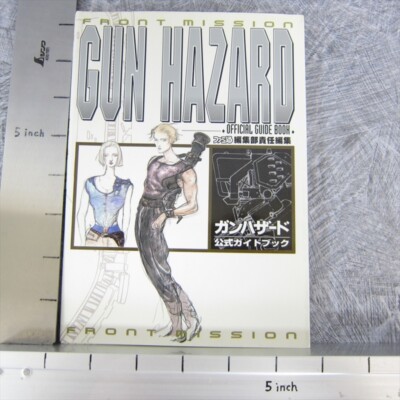 FRONT MISSION
GUN HAZARD
OFFICIAL GUIDE BOOK
ファミ通 編集部責任編集
ガンハザード
公式ガイドブック
FRONT MISSION
5 inch
5 inch